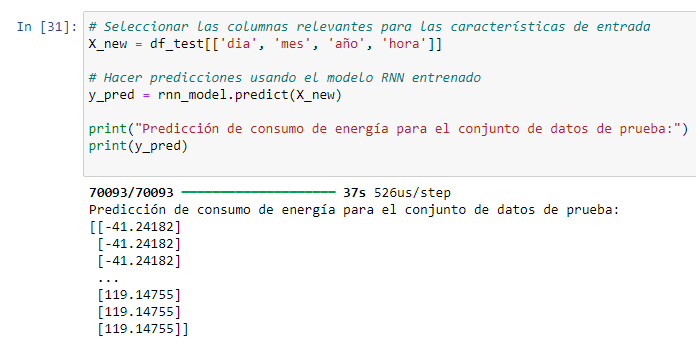 In [31]: # Seleccionar las columnas relevantes para las características de entrada
X_new = df_test[['dia', 'mes', 'año', 'hora']]
# Hacer predicciones usando el modelo RNN entrenado
y_pred = rnn_model.predict(X_new)
print("Predicción de consumo de energía para el conjunto de datos de prueba:")
print(y_pred)
70093/70093 ━━━━━━━━━━━━━━━━━━━━ 37s 526us/step
Predicción de consumo de energía para el conjunto de datos de prueba:
[[-41.24182]
[-41.24182]
[-41.24182]
...
[119.14755]
[119.14755]
[119.14755]]